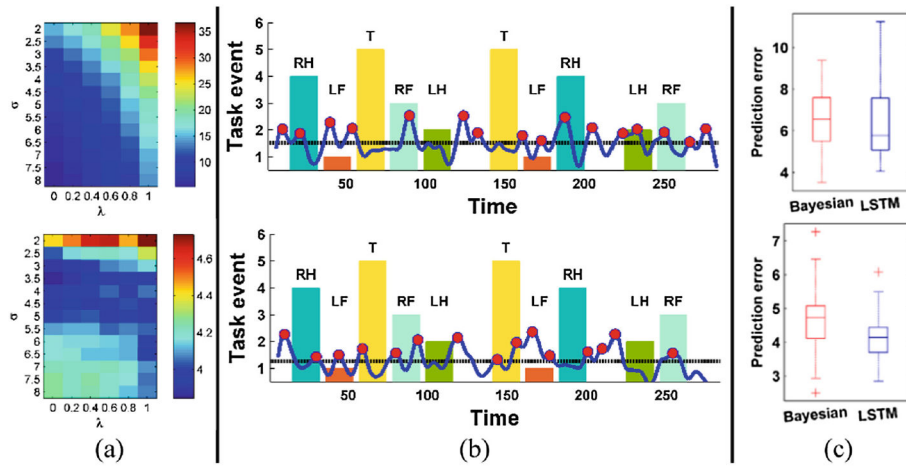 2
2.5
3
3.5
4
4.5
5
5.5
6
6.5
7
7.5
8
σ
0 0.2 0.4 0.6 0.8 1
λ
35
30
25
20
15
10
2
2.5
3
3.5
4
4.5
5
5.5
6
6.5
7
7.5
8
σ
0 0.2 0.4 0.6 0.8 1
λ
4.6
4.4
4.2
4
(a)
Task event
6
5
4
3
2
1
RH
LF
T
RF
LH
T
LF
RH
LH
RF
50 100 150 200 250
Time
Task event
6
5
4
3
2
1
RH
LF
T
RF
LH
T
LF
RH
LH
RF
50 100 150 200 250
Time
(b)
Prediction error
10
8
6
4
Bayesian LSTM
Prediction error
7
6
5
4
3
Bayesian LSTM
(c)